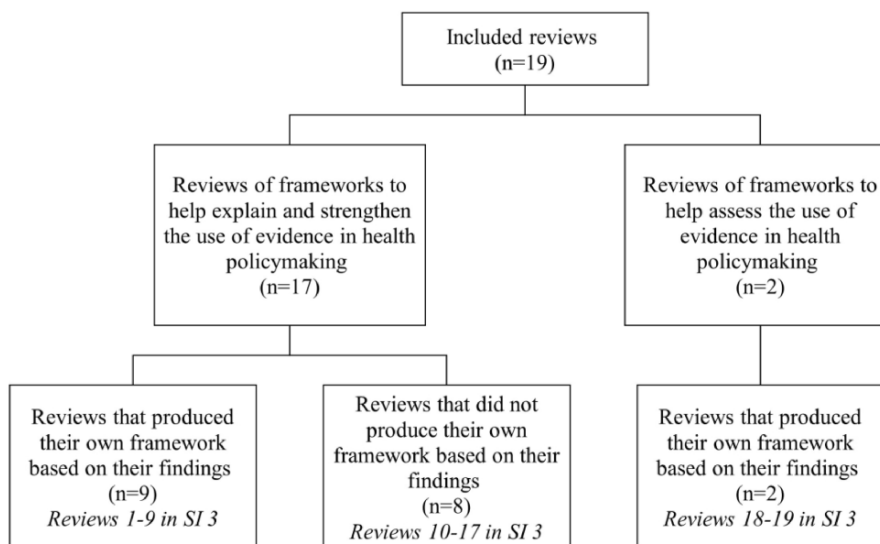 Included reviews
(n=19)
Reviews of frameworks to
help explain and strengthen
the use of evidence in health
policymaking
(n=17)
Reviews of frameworks to
help assess the use of
evidence in health
policymaking
(n=2)
Reviews that produced
their own framework
based on their findings
(n=9)
Reviews 1-9 in SI 3
Reviews that did not
produce their own
framework based on their
findings
(n=8)
Reviews 10-17 in SI 3
Reviews that produced
their own framework
based on their findings
(n=2)
Reviews 18-19 in SI 3